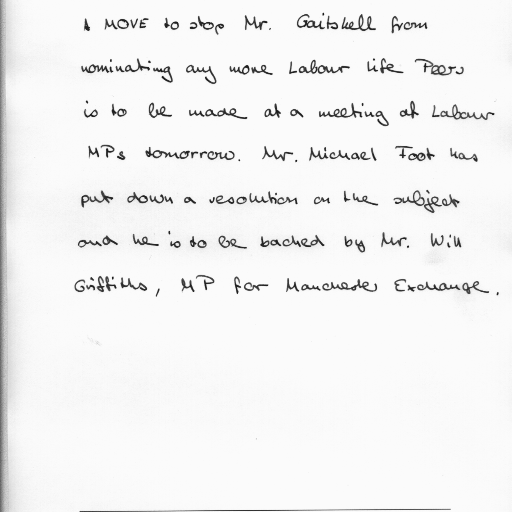 A MOVE to stop Mr. Gaitskell from
nominating any more Labour life Peers
is to be made at a meeting of Labour
MPs tomorrow. Mr. Michael Foot has
put down a resolution on the subject
and he is to be backed by Mr. Will
Griffiths, MP for Manchester Exchange.